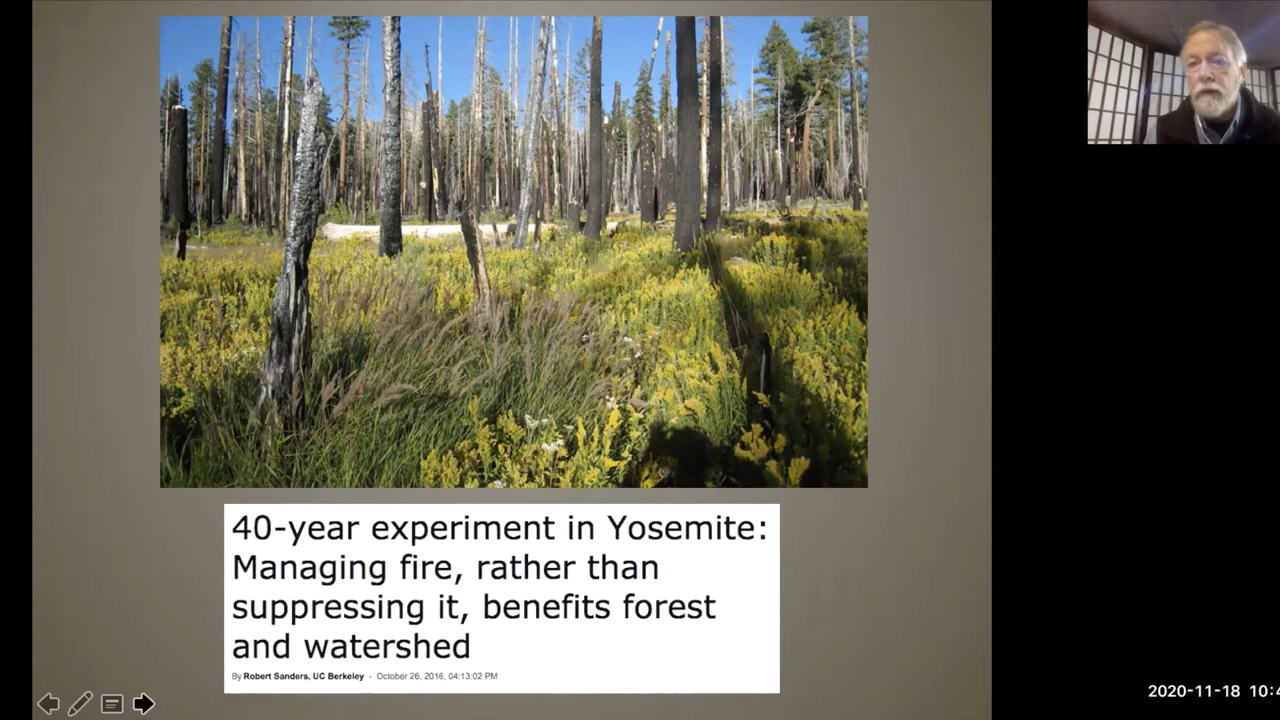 40-year experiment in Yosemite:
Managing fire, rather than
suppressing it, benefits forest
and watershed
By Robert Sanders, UC Berkeley - October 26, 2016, 04:13:02 PM
2020-11-18 10:4